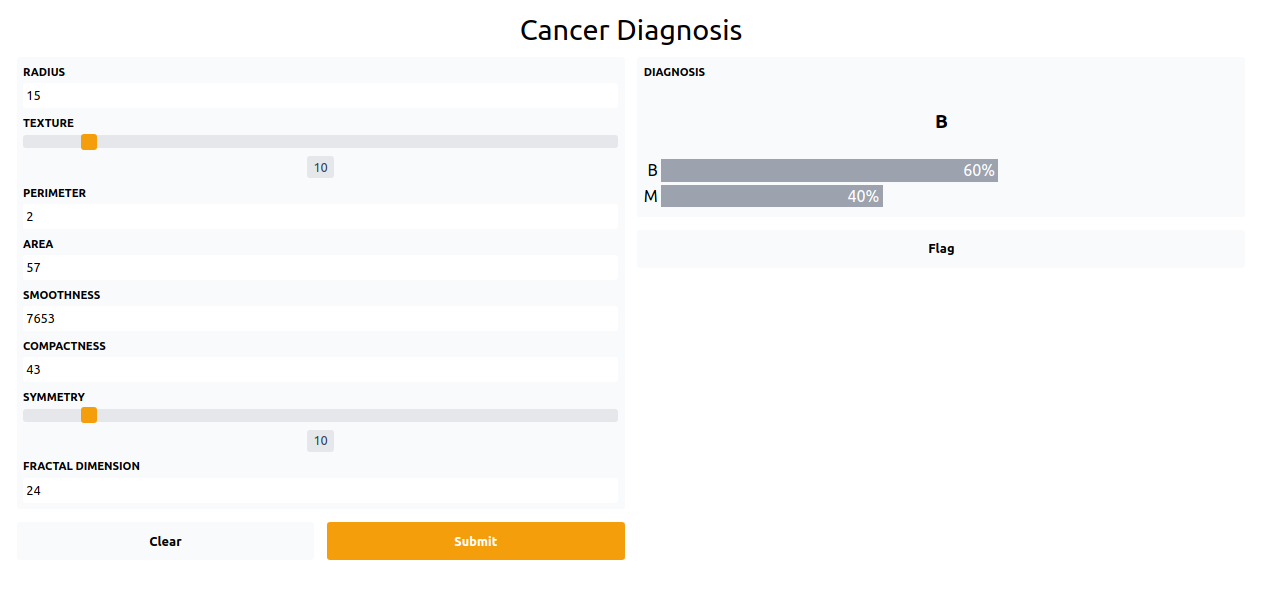 Cancer Diagnosis
RADIUS
15
TEXTURE
10
PERIMETER
2
AREA
57
SMOOTHNESS
7653
COMPACTNESS
43
SYMMETRY
10
FRACTAL DIMENSION
24
Clear
Submit
DIAGNOSIS
B
B 60%
M 40%
Flag